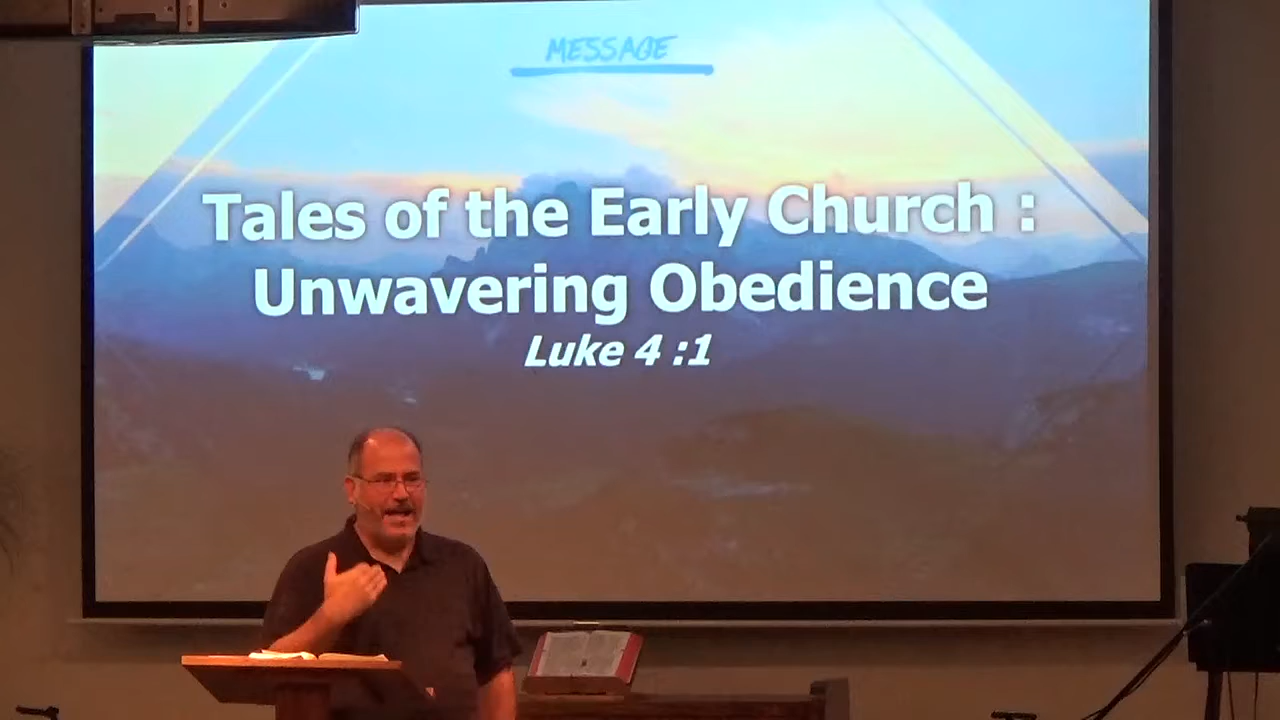 MESSAGE
Tales of the Early Church :
Unwavering Obedience
Luke 4 :1